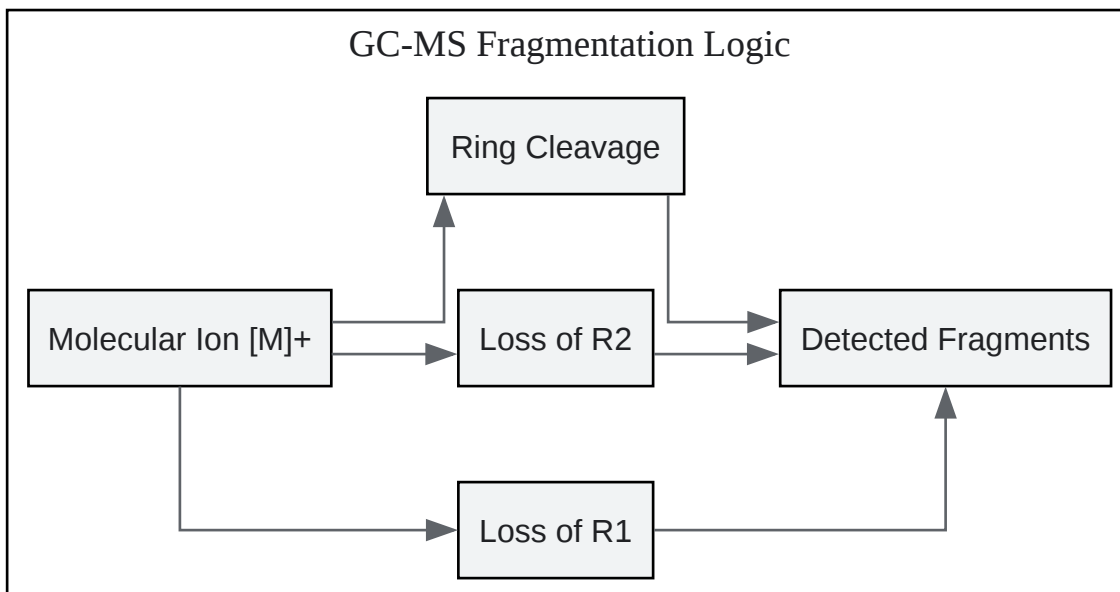 GC-MS Fragmentation Logic
Ring Cleavage
Molecular Ion [M]+
Loss of R2
Detected Fragments
Loss of R1